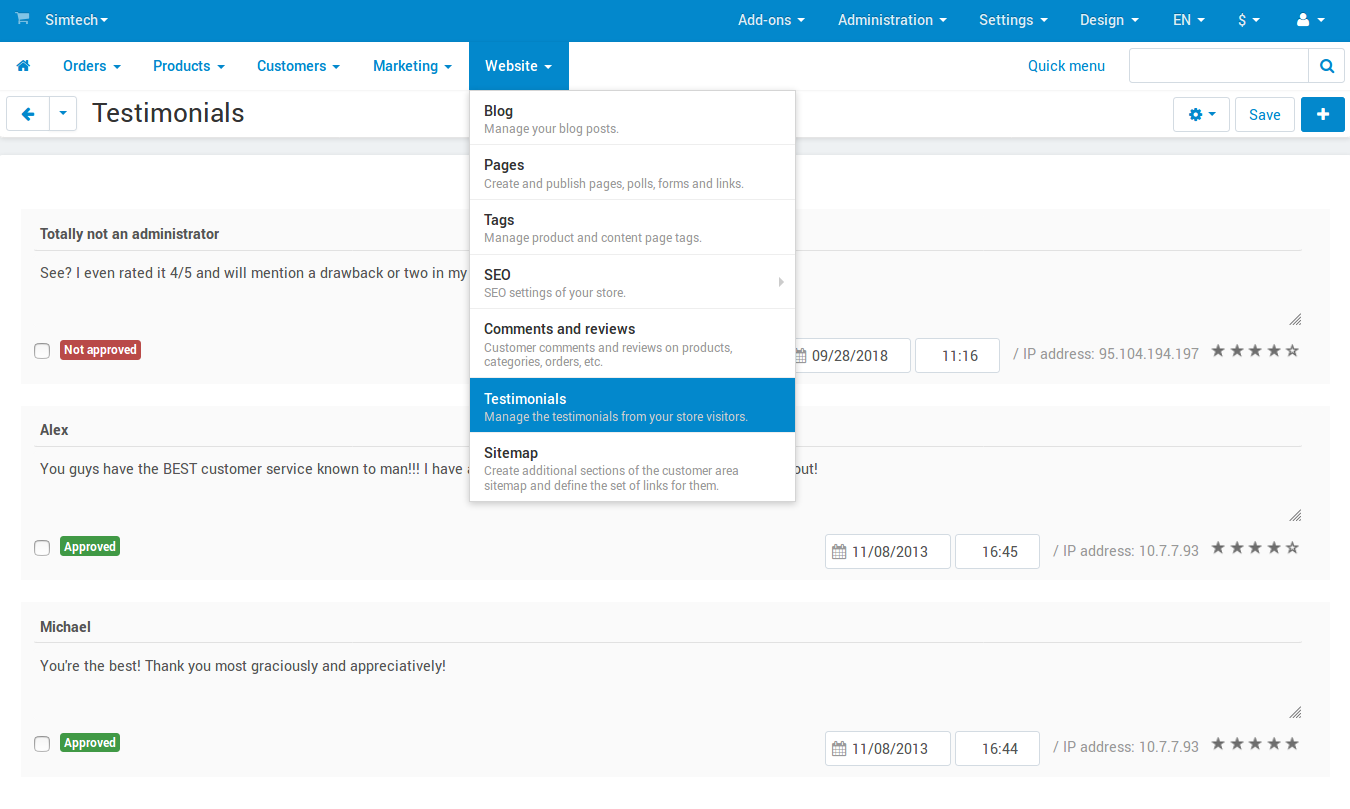 Simtech Add-ons Administration Settings Design EN $
Orders Products Customers Marketing Website Quick menu
Testimonials Save
Blog
Manage your blog posts.
Pages
Create and publish pages, polls, forms and links.
Tags
Manage product and content page tags.
SEO
SEO settings of your store.
Comments and reviews
Customer comments and reviews on products,
categories, orders, etc.
Testimonials
Manage the testimonials from your store visitors.
Sitemap
Create additional sections of the customer area
sitemap and define the set of links for them.
Totally not an administrator
See? I even rated it 4/5 and will mention a drawback or two in my
Not approved 09/28/2018 11:16 / IP address: 95.104.194.197
Alex
You guys have the BEST customer service known to man!!! I have
Approved 11/08/2013 16:45 / IP address: 10.7.7.93
Michael
You're the best! Thank you most graciously and appreciatively!
Approved 11/08/2013 16:44 / IP address: 10.7.7.93